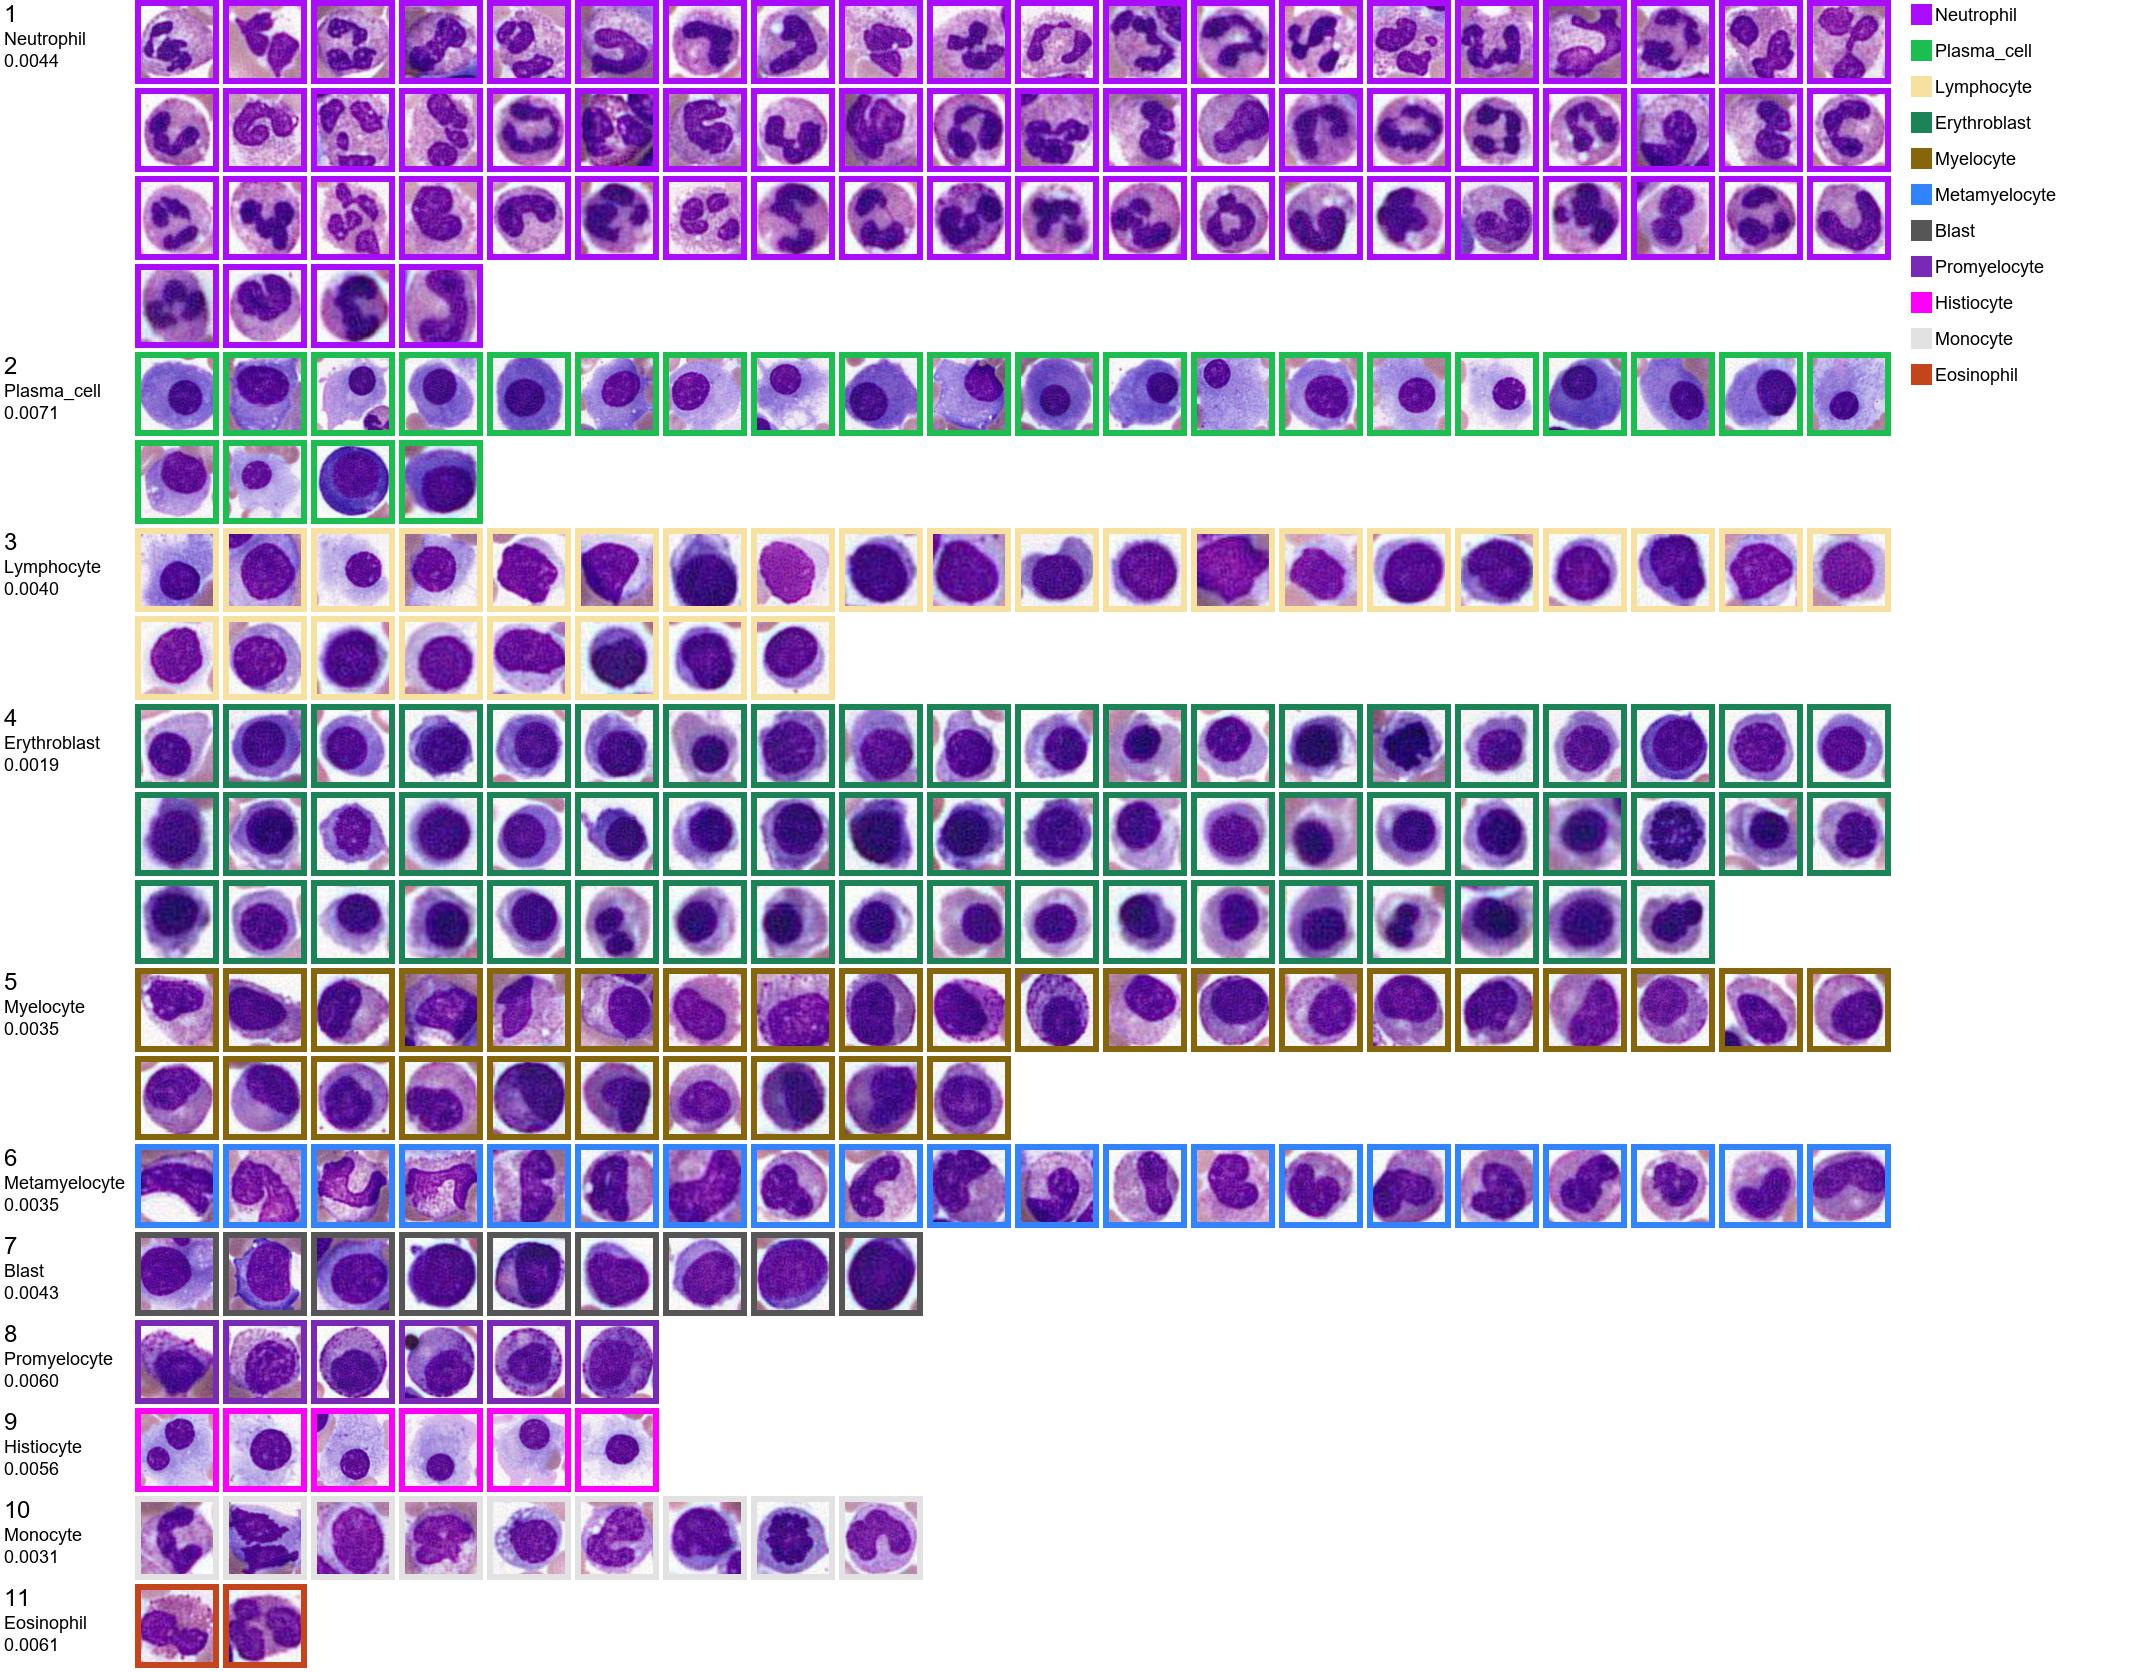 1
Neutrophil
0.0044
2
Plasma_cell
0.0071
3
Lymphocyte
0.0040
4
Erythroblast
0.0019
5
Myelocyte
0.0035
6
Metamyelocyte
0.0035
7
Blast
0.0043
8
Promyelocyte
0.0060
9
Histiocyte
0.0056
10
Monocyte
0.0031
11
Eosinophil
0.0061
Neutrophil
Plasma_cell
Lymphocyte
Erythroblast
Myelocyte
Metamyelocyte
Blast
Promyelocyte
Histiocyte
Monocyte
Eosinophil